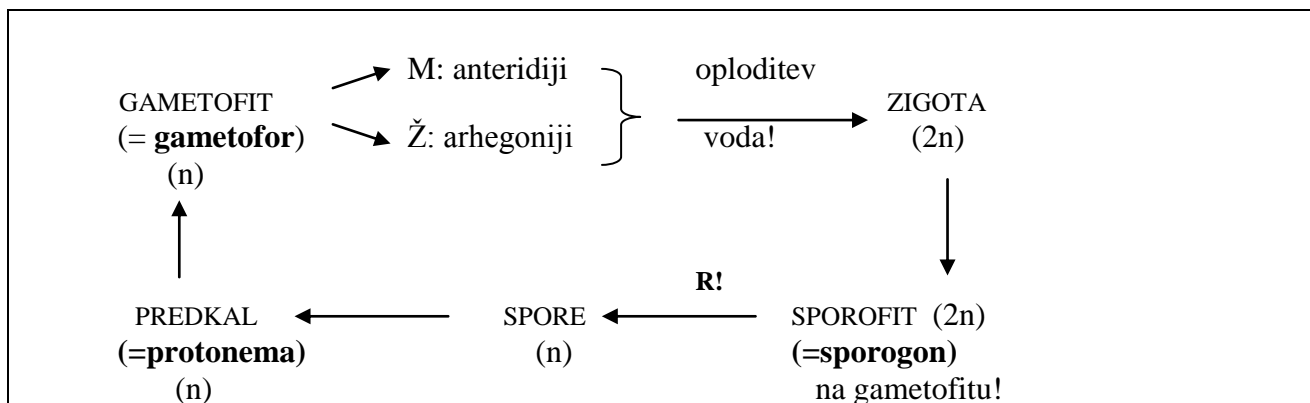 M: anteridiji
oploditev
GAMETOFIT
ZIGOTA
(= gametofor)
Ž: arhegoniji
voda!
(2n)
(n)
R!
PREDKAL
SPORE
SPOROFIT (2n)
(=protonema)
(n)
(=sporogon)
(n)
na gametofitu!